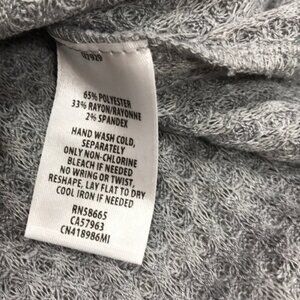 07929
65% POLYESTER
33% RAYON/RAYONNE
2% SPANDEX
HAND WASH COLD,
SEPARATELY
ONLY NON-CHLORINE
BLEACH IF NEEDED
NO WRING OR TWIST,
RESHAPE, LAY FLAT TO DRY
COOL IRON IF NEEDED
RN58665
CA57963
CN418986MI